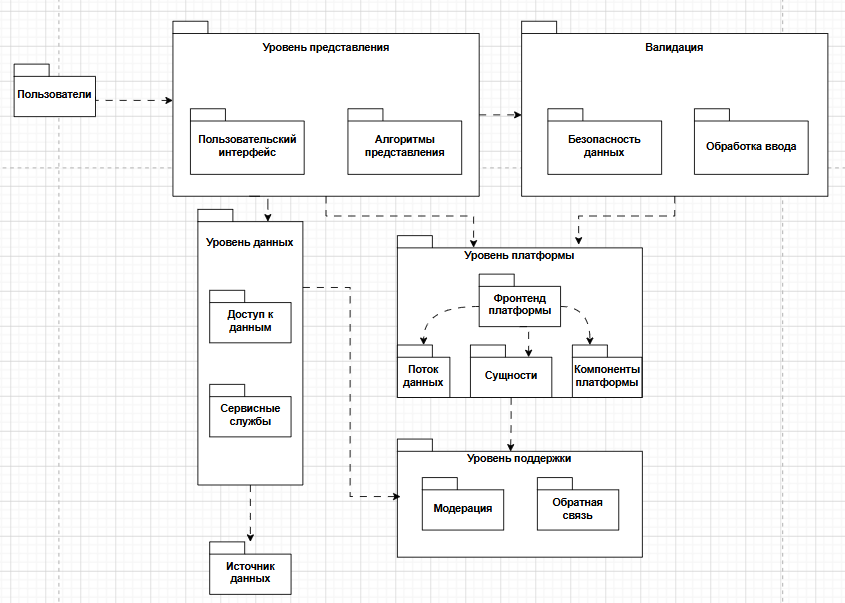 Уровень представления
Валидация
Пользователи
Пользовательский
интерфейс
Алгоритмы
представления
Безопасность
данных
Обработка ввода
Уровень данных
Доступ к
данным
Сервисные
службы
Уровень платформы
Фронтенд
платформы
Поток
данных
Сущности
Компоненты
платформы
Уровень поддержки
Модерация
Обратная
связь
Источник
данных